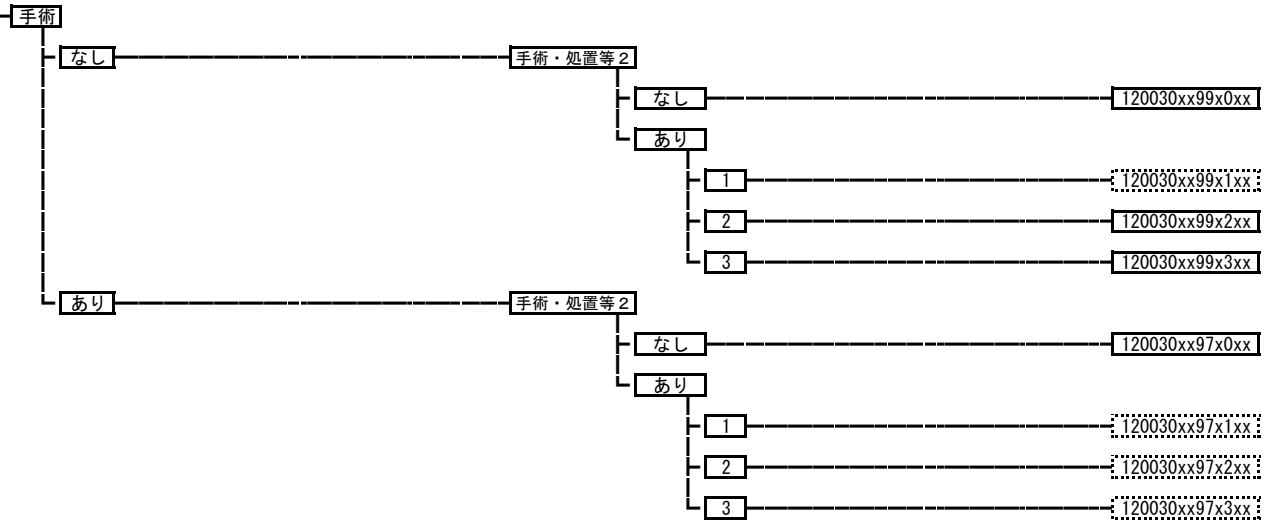 手術
なし 手術・処置等２
なし 120030xx99x0xx
あり
1 120030xx99x1xx
2 120030xx99x2xx
3 120030xx99x3xx
あり 手術・処置等２
なし 120030xx97x0xx
あり
1 120030xx97x1xx
2 120030xx97x2xx
3 120030xx97x3xx